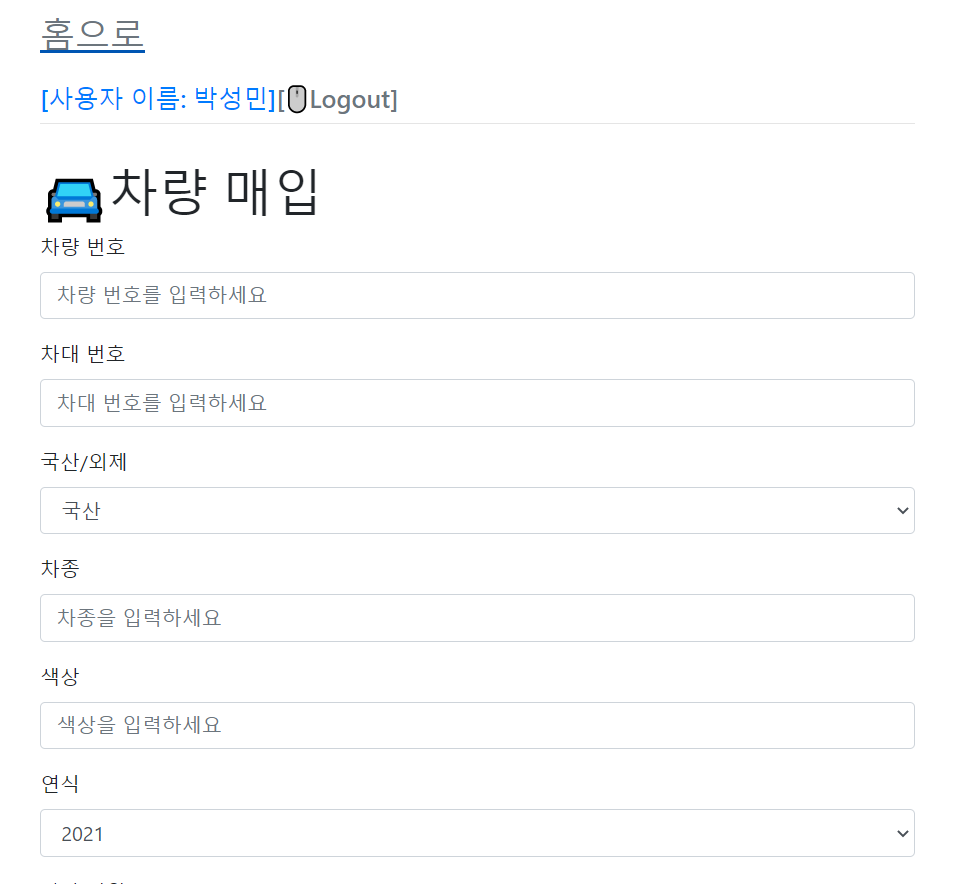 홈으로
[사용자 이름: 박성민][Logout]
차량 매입
차량 번호
차량 번호를 입력하세요
차대 번호
차대 번호를 입력하세요
국산/외제
국산
차종
차종을 입력하세요
색상
색상을 입력하세요
연식
2021